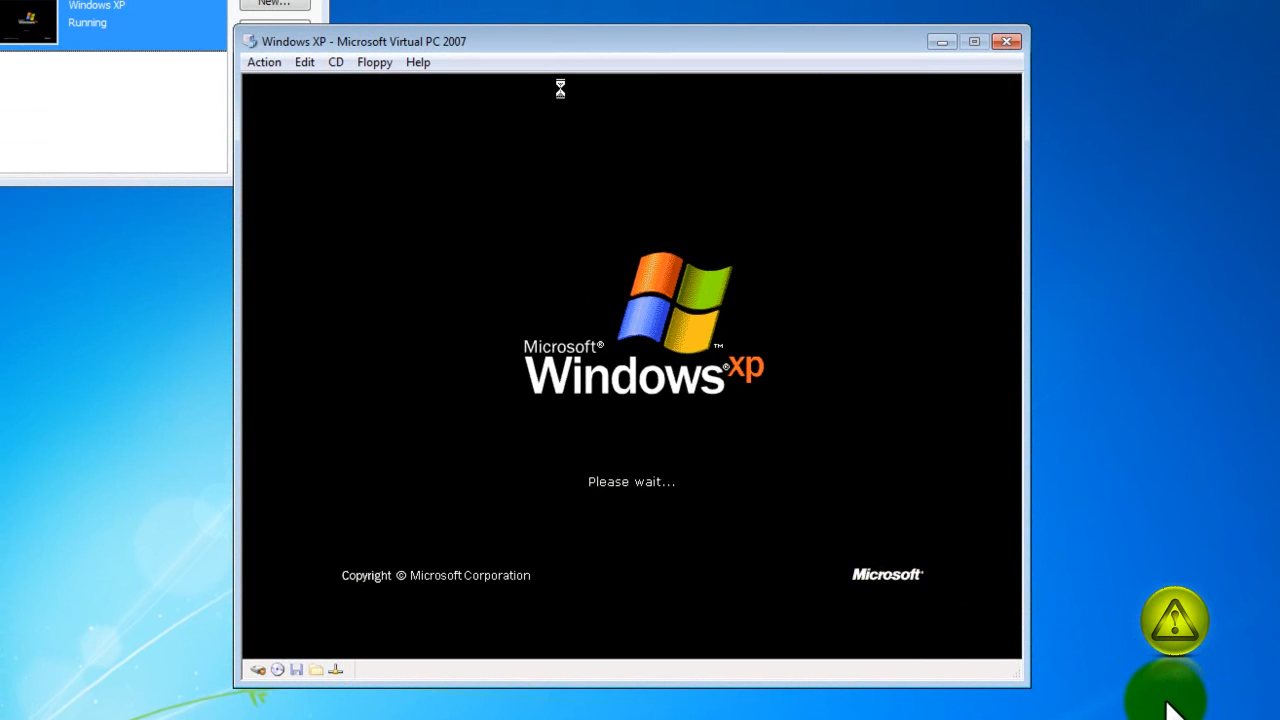 New...
Windows XP
Running
Windows XP - Microsoft Virtual PC 2007
Action Edit CD Floppy Help
Microsoft®
Windows® xp ™
Please wait...
Copyright © Microsoft Corporation
Microsoft®